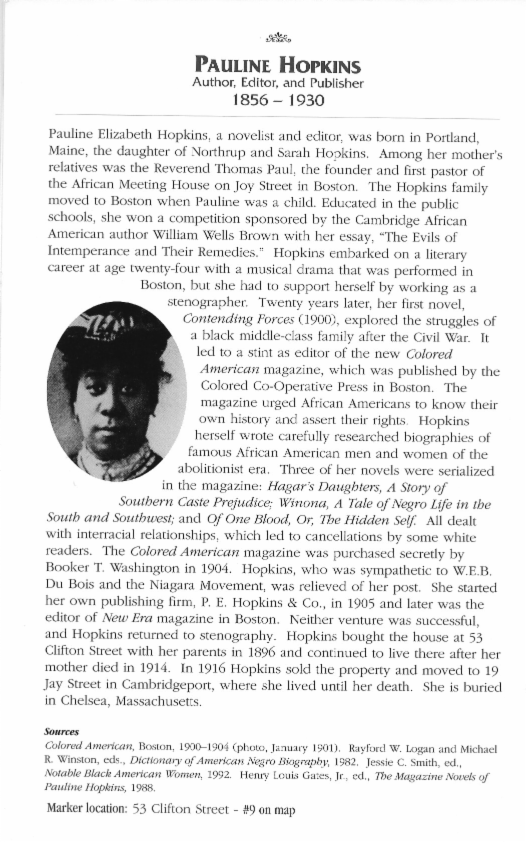 PAULINE HOPKINS
Author, Editor, and Publisher
1856 – 1930
Pauline Elizabeth Hopkins, a novelist and editor, was born in Portland,
Maine, the daughter of Northrup and Sarah Hopkins. Among her mother's
relatives was the Reverend Thomas Paul, the founder and first pastor of
the African Meeting House on Joy Street in Boston. The Hopkins family
moved to Boston when Pauline was a child. Educated in the public
schools, she won a competition sponsored by the Cambridge African
American author William Wells Brown with her essay, "The Evils of
Intemperance and Their Remedies." Hopkins embarked on a literary
career at age twenty-four with a musical drama that was performed in
Boston, but she had to support herself by working as a
stenographer. Twenty years later, her first novel,
Contending Forces (1900), explored the struggles of
a black middle-class family after the Civil War. It
led to a stint as editor of the new Colored
American magazine, which was published by the
Colored Co-Operative Press in Boston. The
magazine urged African Americans to know their
own history and assert their rights. Hopkins
herself wrote carefully researched biographies of
famous African American men and women of the
abolitionist era. Three of her novels were serialized
in the magazine: Hagar's Daughters, A Story of
Southern Caste Prejudice; Winona, A Tale of Negro Life in the
South and Southwest; and Of One Blood, Or, The Hidden Self. All dealt
with interracial relationships, which led to cancellations by some white
readers. The Colored American magazine was purchased secretly by
Booker T. Washington in 1904. Hopkins, who was sympathetic to W.E.B.
Du Bois and the Niagara Movement, was relieved of her post. She started
her own publishing firm, P. E. Hopkins & Co., in 1905 and later was the
editor of New Era magazine in Boston. Neither venture was successful,
and Hopkins returned to stenography. Hopkins bought the house at 53
Clifton Street with her parents in 1896 and continued to live there after her
mother died in 1914. In 1916 Hopkins sold the property and moved to 19
Jay Street in Cambridgeport, where she lived until her death. She is buried
in Chelsea, Massachusetts.
Sources
Colored American, Boston, 1900–1904 (photo, January 1901). Rayford W. Logan and Michael
R. Winston, eds., Dictionary of American Negro Biography, 1982. Jessie C. Smith, ed.,
Notable Black American Women, 1992. Henry Louis Gates, Jr., ed., The Magazine Novels of
Pauline Hopkins, 1988.
Marker location: 53 Clifton Street - #9 on map